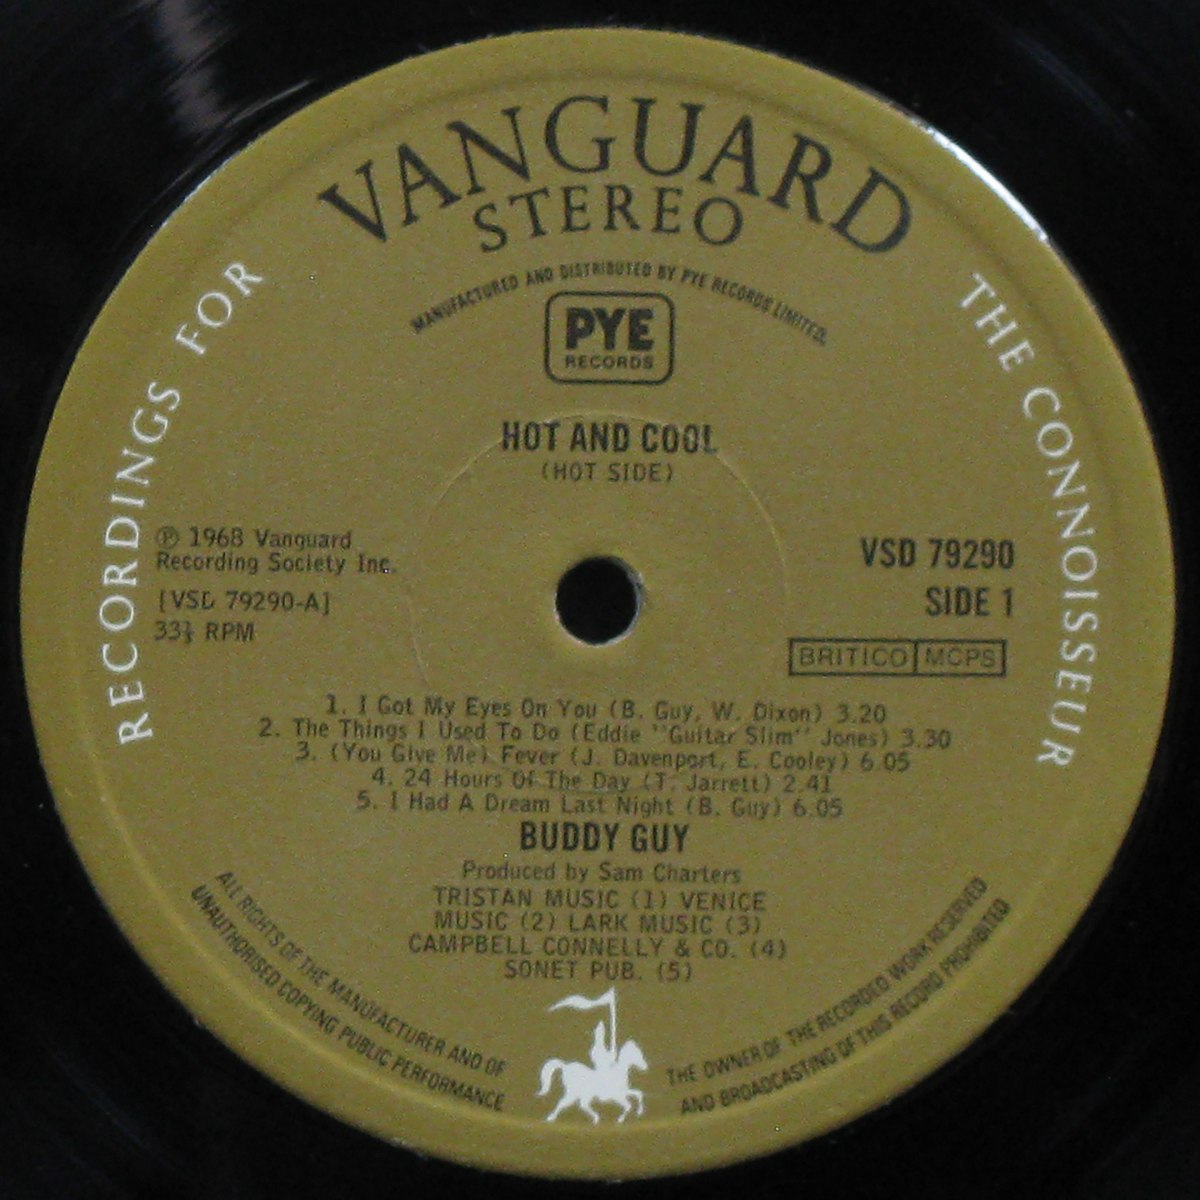 VANGUARD
STEREO
MANUFACTURED AND DISTRIBUTED BY PYE RECORDS LIMITED.
PYE
RECORDS
RECORDINGS FOR
THE CONNOISSEUR
HOT AND COOL
(HOT SIDE)
℗ 1968 Vanguard
Recording Society Inc.
[VSD 79290-A]
33⅓ RPM
VSD 79290
SIDE 1
BRITICO MCPS
1. I Got My Eyes On You (B. Guy, W. Dixon) 3.20
2. The Things I Used To Do (Eddie "Guitar Slim" Jones) 3.30
3. (You Give Me) Fever (J. Davenport, E. Cooley) 6.05
4. 24 Hours Of The Day (T. Jarrett) 2.41
5. I Had A Dream Last Night (B. Guy) 6.05
BUDDY GUY
Produced by Sam Charters
TRISTAN MUSIC (1) VENICE
MUSIC (2) LARK MUSIC (3)
CAMPBELL CONNELLY & CO. (4)
SONET PUB. (5)
ALL RIGHTS OF THE MANUFACTURER AND OF
THE OWNER OF THE RECORDED WORK RESERVED
UNAUTHORISED COPYING PUBLIC PERFORMANCE
AND BROADCASTING OF THIS RECORD PROHIBITED